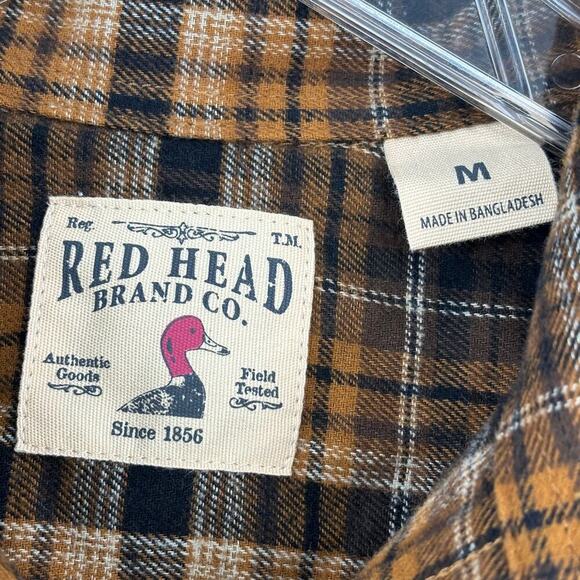 Reg. T.M.
RED HEAD
BRAND CO.
Authentic
Goods
Field
Tested
Since 1856
M
MADE IN BANGLADESH